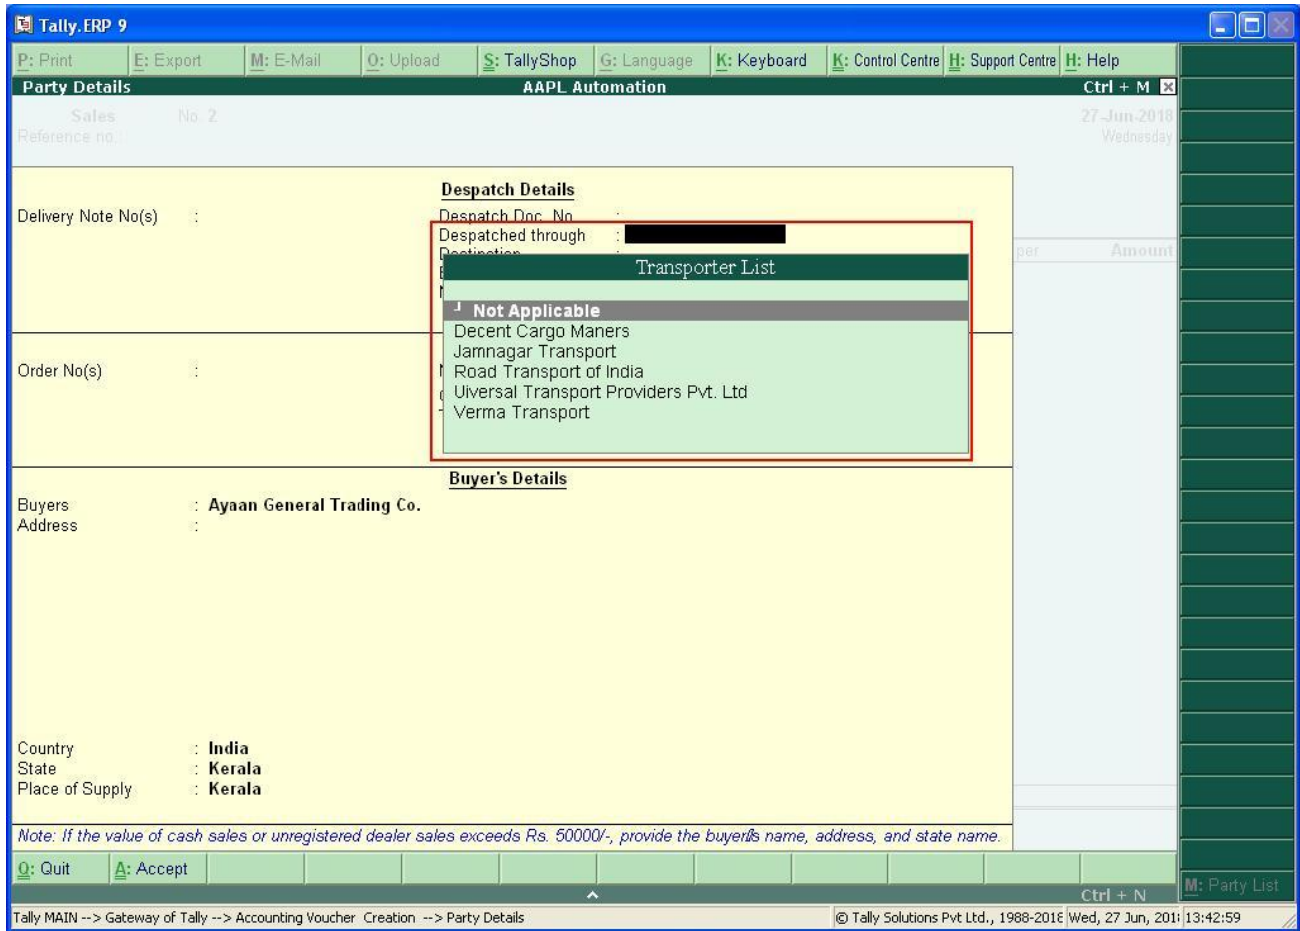 Tally.ERP 9
P: Print E: Export M: E-Mail O: Upload S: TallyShop G: Language K: Keyboard K: Control Centre H: Support Centre H: Help
Party Details AAPL Automation Ctrl + M
Sales No. 2 27-Jun-2018
Reference no.: Wednesday
Despatch Details
Delivery Note No(s) : Despatch Doc. No. :
Despatched through :
Destination :
per Amount
Transporter List
Not Applicable
Decent Cargo Maners
Jamnagar Transport
Road Transport of India
Uiversal Transport Providers Pvt. Ltd
Verma Transport
Order No(s) :
Buyer's Details
Buyers : Ayaan General Trading Co.
Address :
Country : India
State : Kerala
Place of Supply : Kerala
Note: If the value of cash sales or unregistered dealer sales exceeds Rs. 50000/-, provide the name, address, and state name.
Q: Quit A: Accept
M: Party List
Ctrl + N
Tally MAIN --> Gateway of Tally --> Accounting Voucher Creation --> Party Details © Tally Solutions Pvt Ltd., 1988-2018 Wed, 27 Jun, 201 13:42:59